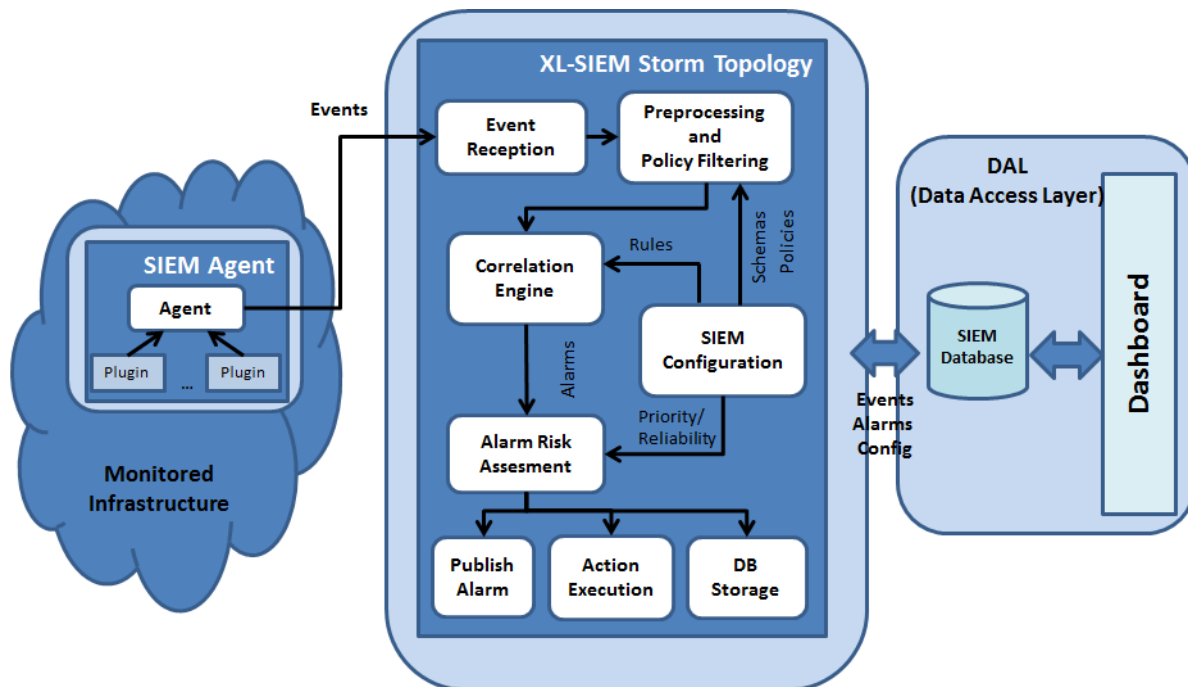 XL-SIEM Storm Topology
Events
Event
Reception
Preprocessing
and
Policy Filtering
DAL
(Data Access Layer)
SIEM Agent
Agent
Plugin
...
Plugin
Monitored
Infrastructure
Correlation
Engine
Rules
Schemas
Policies
SIEM
Configuration
Alarms
Priority/
Reliability
Alarm Risk
Assesment
Publish
Alarm
Action
Execution
DB
Storage
Events
Alarms
Config
SIEM
Database
Dashboard